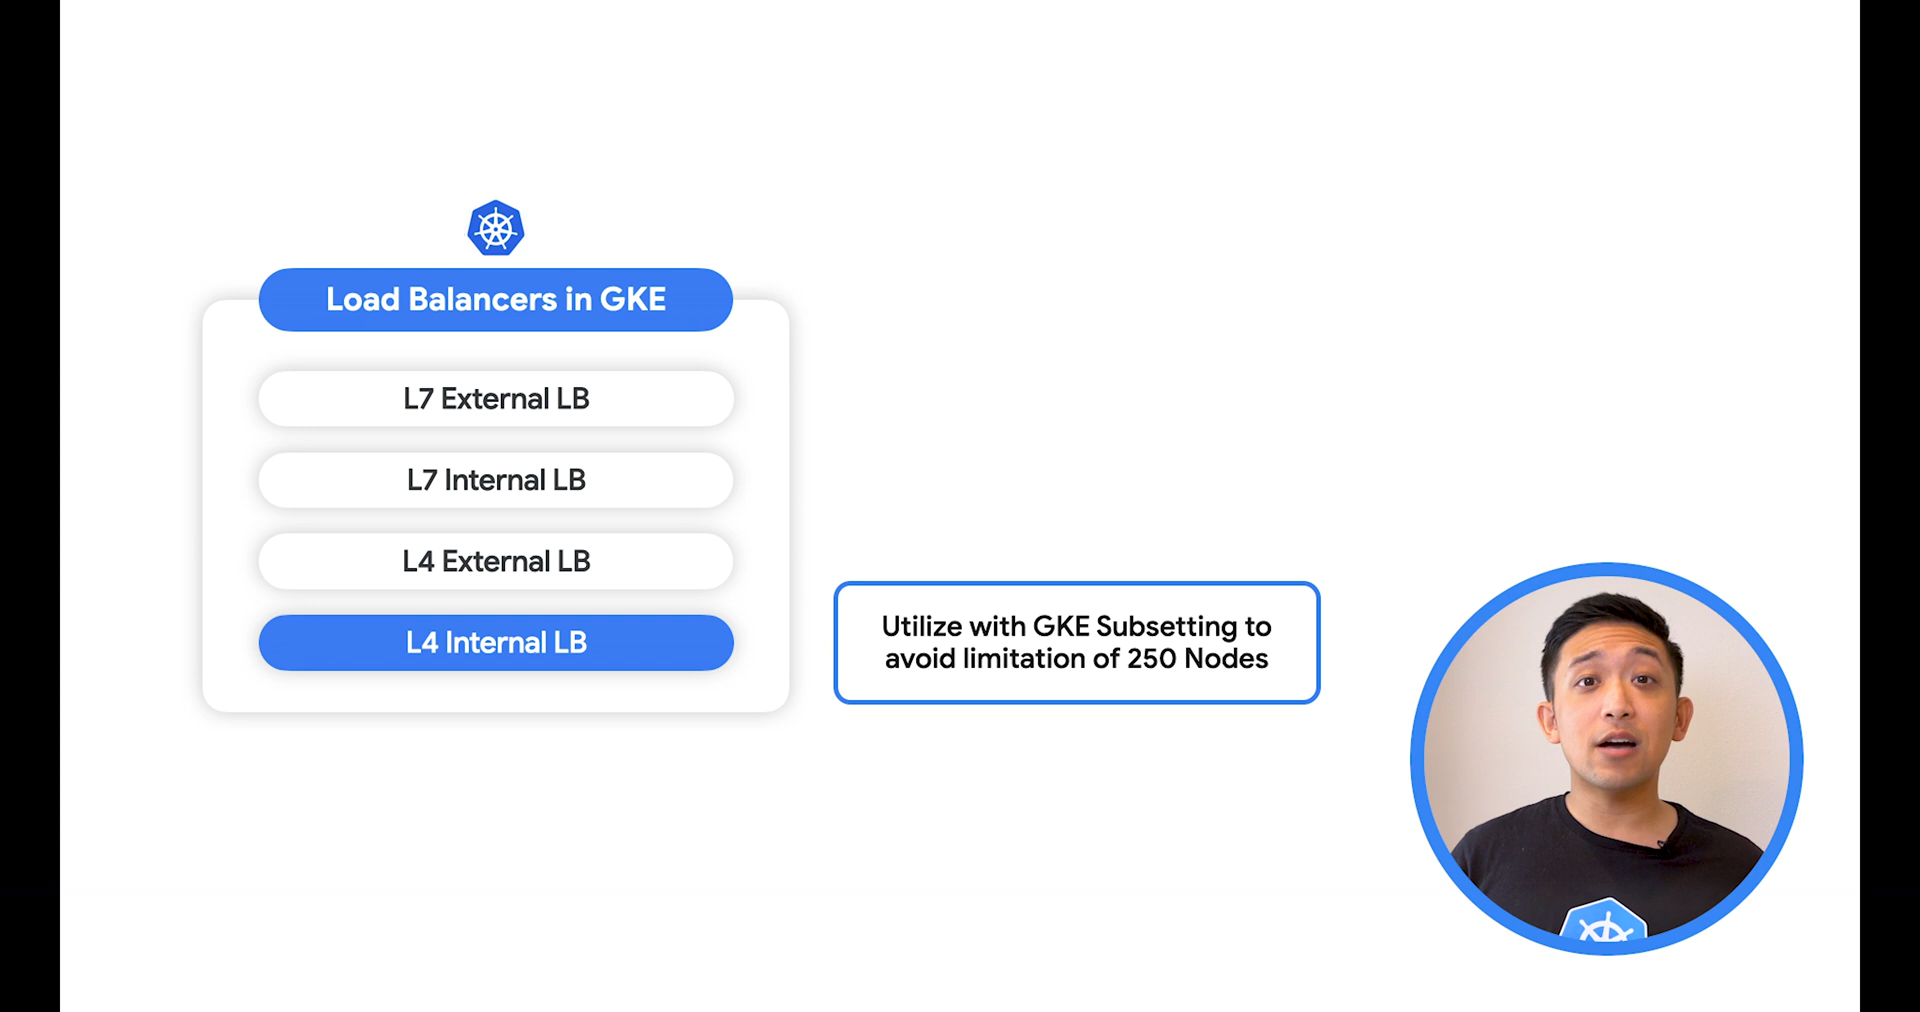 Load Balancers in GKE
L7 External LB
L7 Internal LB
L4 External LB
L4 Internal LB
Utilize with GKE Subsetting to
avoid limitation of 250 Nodes